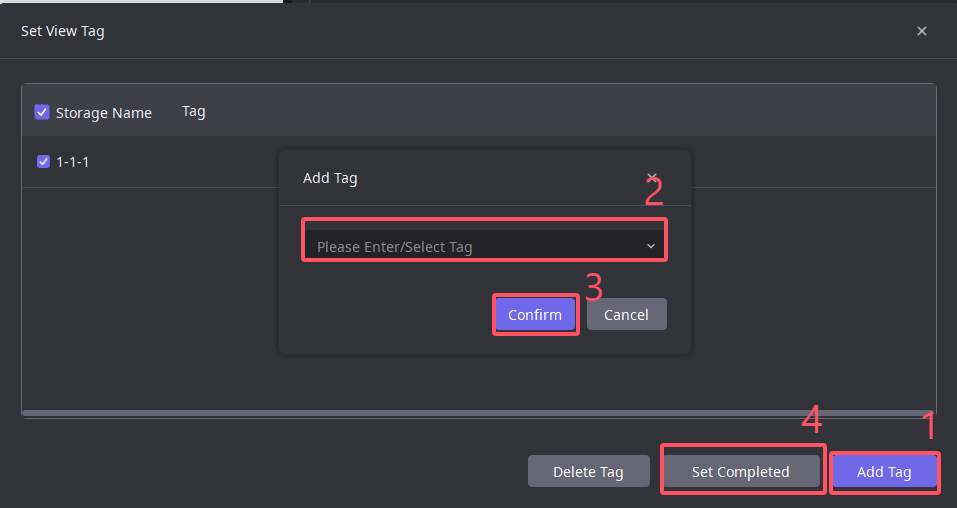 Set View Tag
Storage Name Tag
1-1-1
Add Tag
2
Please Enter/Select Tag
3
Confirm Cancel
4 1
Delete Tag Set Completed Add Tag